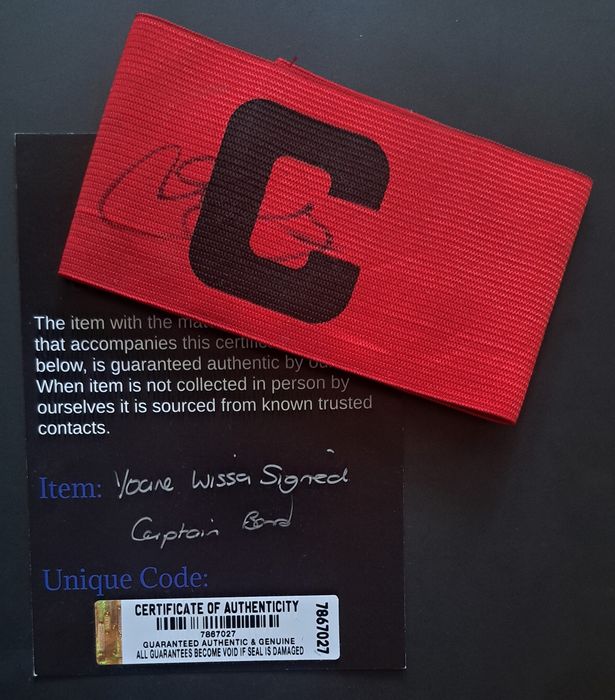 C
The item with the
that accompanies this
below, is guaranteed authentic by
When item is not collected in person by
ourselves it is sourced from known trusted
contacts.
Item: Yoane Wissa Signed
Captain Band
Unique Code:
CERTIFICATE OF AUTHENTICITY
7867027
GUARANTEED AUTHENTIC & GENUINE
ALL GUARANTEES BECOME VOID IF SEAL IS DAMAGED
7867027